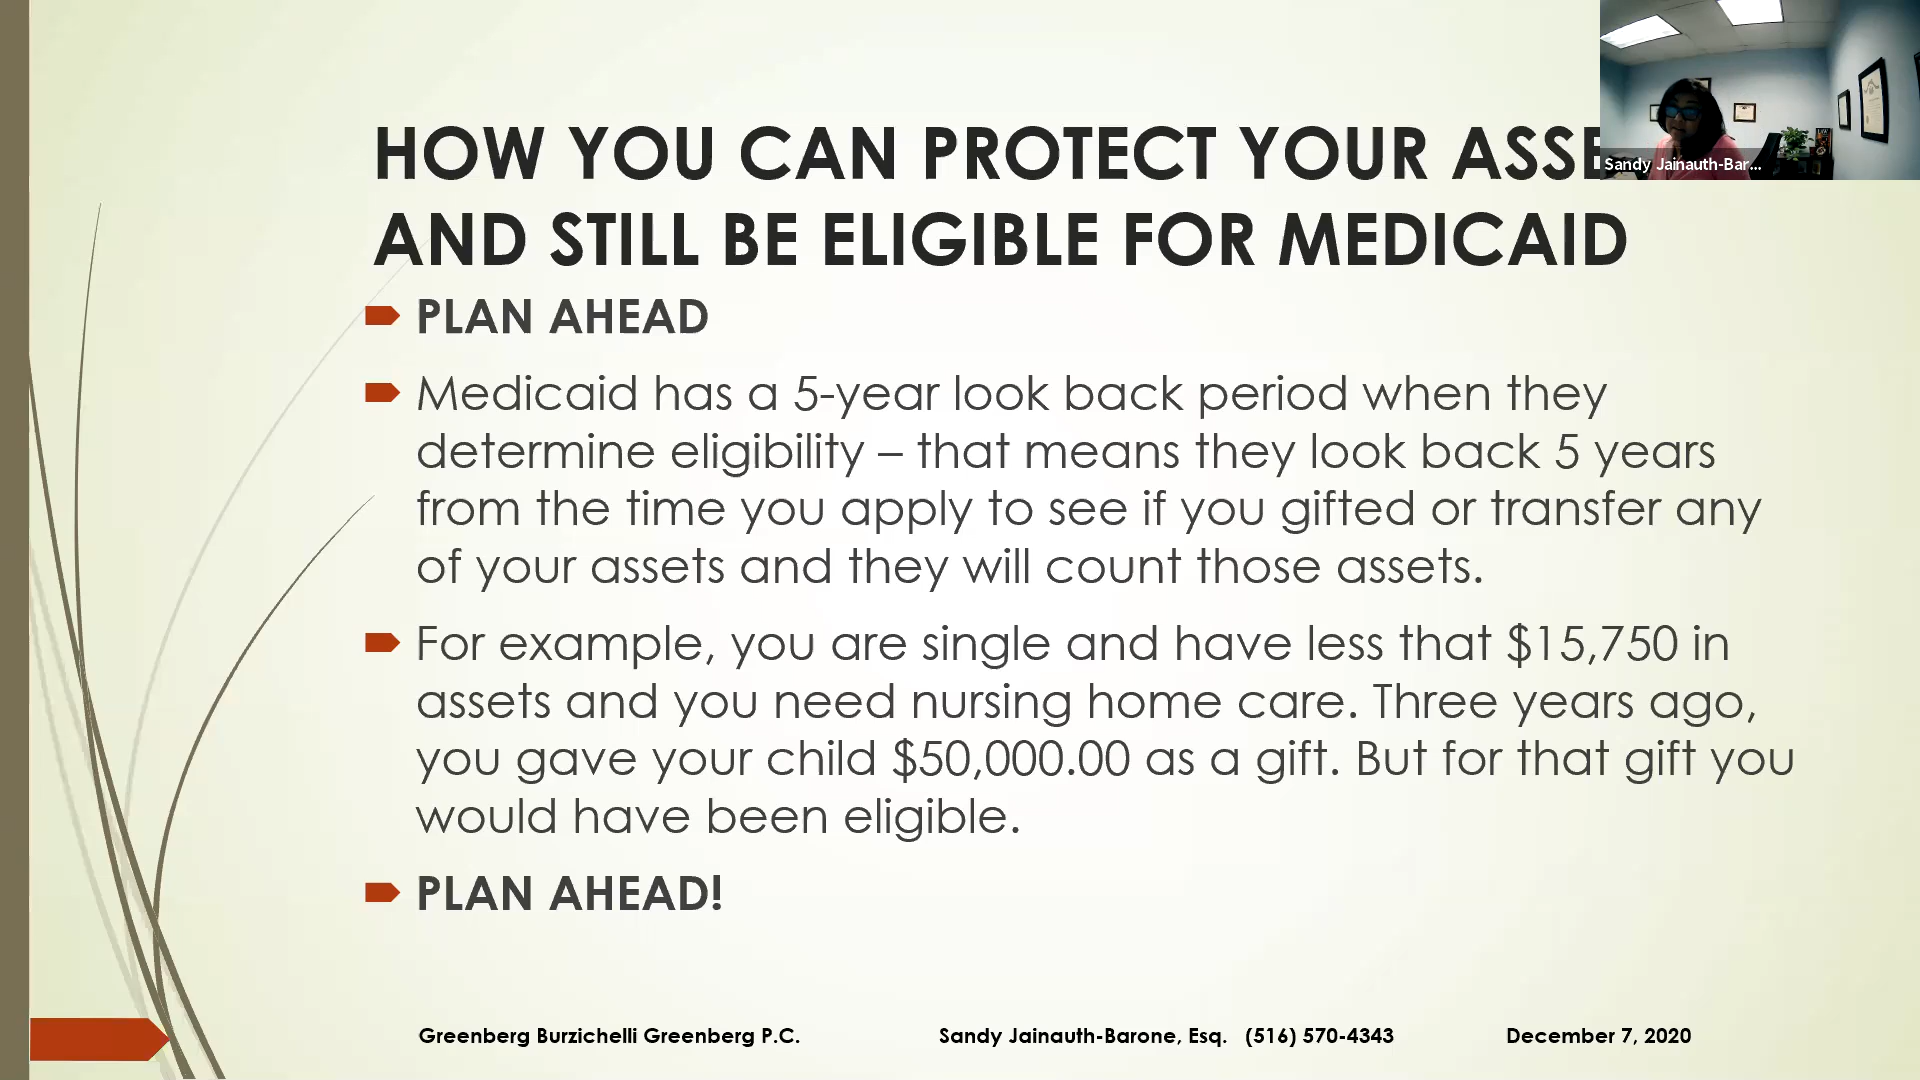 HOW YOU CAN PROTECT YOUR ASSE
Sandy Jainauth-Bar...
AND STILL BE ELIGIBLE FOR MEDICAID
PLAN AHEAD
Medicaid has a 5-year look back period when they
determine eligibility – that means they look back 5 years
from the time you apply to see if you gifted or transfer any
of your assets and they will count those assets.
For example, you are single and have less that $15,750 in
assets and you need nursing home care. Three years ago,
you gave your child $50,000.00 as a gift. But for that gift you
would have been eligible.
PLAN AHEAD!
Greenberg Burzichelli Greenberg P.C. Sandy Jainauth-Barone, Esq. (516) 570-4343 December 7, 2020